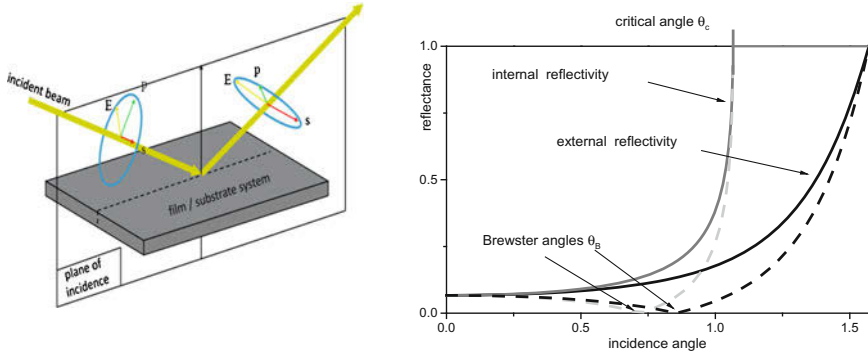 incident beam
E
p
s
E
p
s
film / substrate system
plane of
incidence
critical angle θc
internal reflectivity
external reflectivity
Brewster angles θB
reflectance
1.0
0.5
0.0
0.0
0.5
1.0
1.5
incidence angle